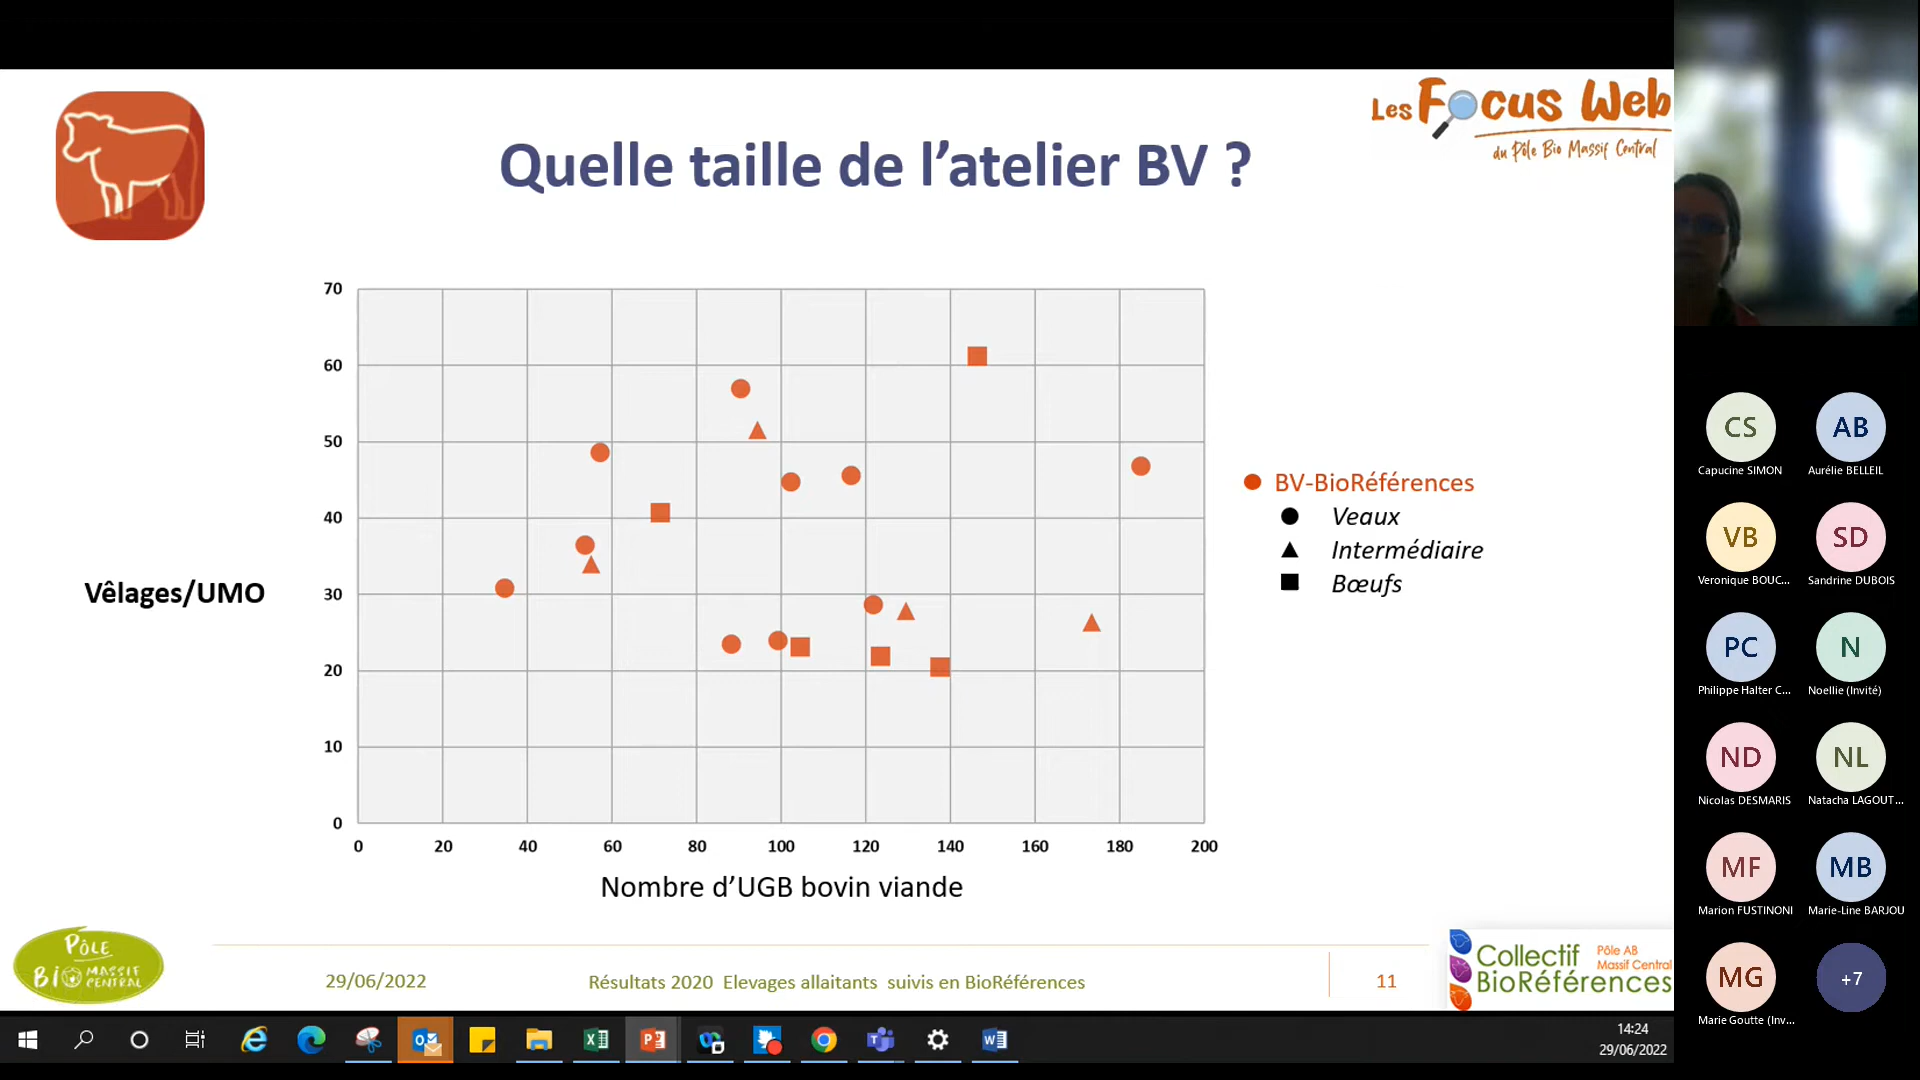 Les Focus Web
du Pôle Bio Massif Central
Quelle taille de l’atelier BV ?
70
60
50
40
30
20
10
0
Vêlages/UMO
0 20 40 60 80 100 120 140 160 180 200
Nombre d’UGB bovin viande
BV-BioRéférences
Veaux
Intermédiaire
Bœufs
PÔLE
BIO MASSIF
CENTRAL
29/06/2022
Résultats 2020 Elevages allaitants suivis en BioRéférences
11
Collectif
BioRéférences
Pôle AB
Massif Central
14:24
29/06/2022
CS
Capucine SIMON
AB
Aurélie BELLEIL
VB
Veronique BOUC...
SD
Sandrine DUBOIS
PC
Philippe Halter C...
N
Noellie (Invité)
ND
Nicolas DESMARIS
NL
Natacha LAGOUT...
MF
Marion FUSTINONI
MB
Marie-Line BARJOU
MG
Marie Goutte (Inv...
+7